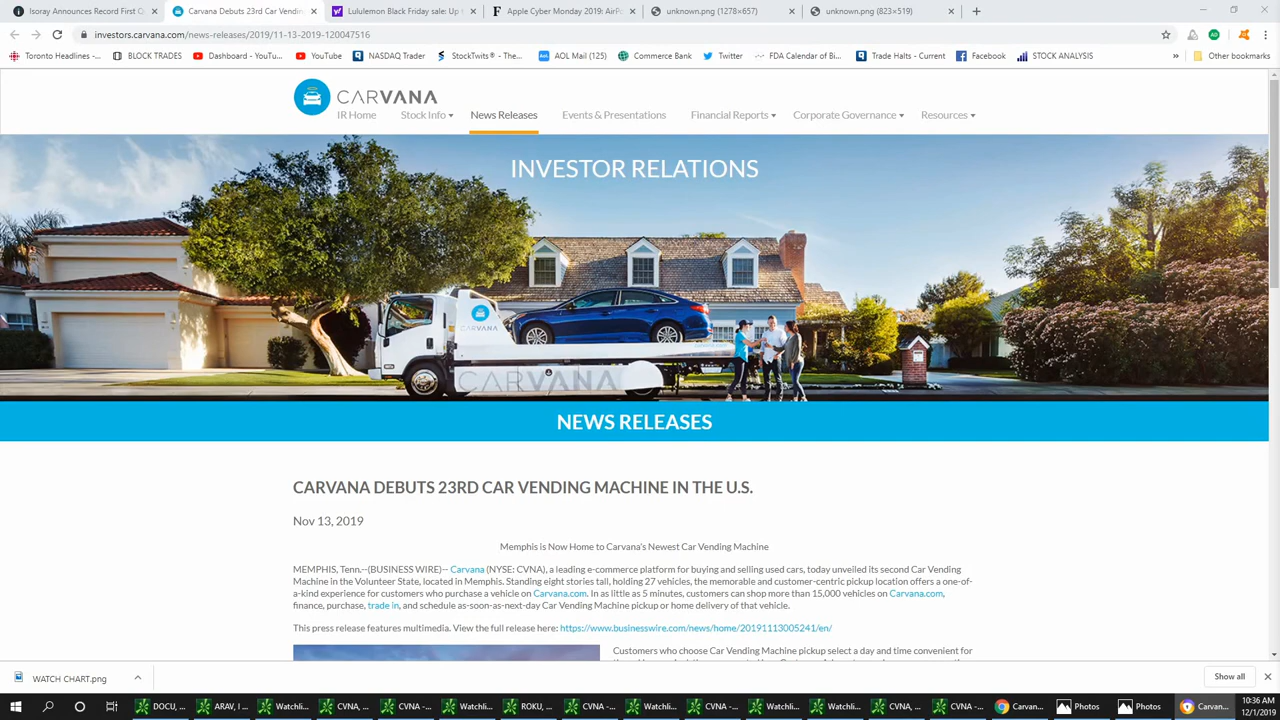 Isoray Announces Record First Q
Carvana Debuts 23rd Car Vendin
Lululemon Black Friday sale: Up t
Apple Cyber Monday 2019: AirPo
unknown.png (1278×657)
unknown.png (823×519)
investors.carvana.com/news-releases/2019/11-13-2019-120047516
Toronto Headlines -...
BLOCK TRADES
Dashboard - YouTu...
YouTube
NASDAQ Trader
StockTwits® - The...
AOL Mail (125)
Commerce Bank
Twitter
FDA Calendar of Bi...
Trade Halts - Current
Facebook
STOCK ANALYSIS
»
Other bookmarks
CARVANA
IR Home
Stock Info
News Releases
Events & Presentations
Financial Reports
Corporate Governance
Resources
INVESTOR RELATIONS
CARVANA
CARVANA
NEWS RELEASES
CARVANA DEBUTS 23RD CAR VENDING MACHINE IN THE U.S.
Nov 13, 2019
Memphis is Now Home to Carvana's Newest Car Vending Machine
MEMPHIS, Tenn.--(BUSINESS WIRE)-- Carvana (NYSE: CVNA), a leading e-commerce platform for buying and selling used cars, today unveiled its second Car Vending
Machine in the Volunteer State, located in Memphis. Standing eight stories tall, holding 27 vehicles, the memorable and customer-centric pickup location offers a one-
of-a-kind experience for customers who purchase a vehicle on Carvana.com. In as little as 5 minutes, customers can shop more than 15,000 vehicles on Carvana.com,
finance, purchase, trade in, and schedule as-soon-as-next-day Car Vending Machine pickup or home delivery of that vehicle.
This press release features multimedia. View the full release here: https://www.businesswire.com/news/home/20191113005241/en/
Customers who choose Car Vending Machine pickup select a day and time convenient for
WATCH CHART.png
Show all
DOCU, ...
ARAV, I ...
Watchli...
CVNA, ...
CVNA -...
Watchli...
ROKU, ...
CVNA -...
Watchli...
CVNA -...
Watchli...
Watchli...
CVNA, ...
CVNA -...
Carvan...
Photos
Photos
Carvan...
10:36 AM
12/1/2019